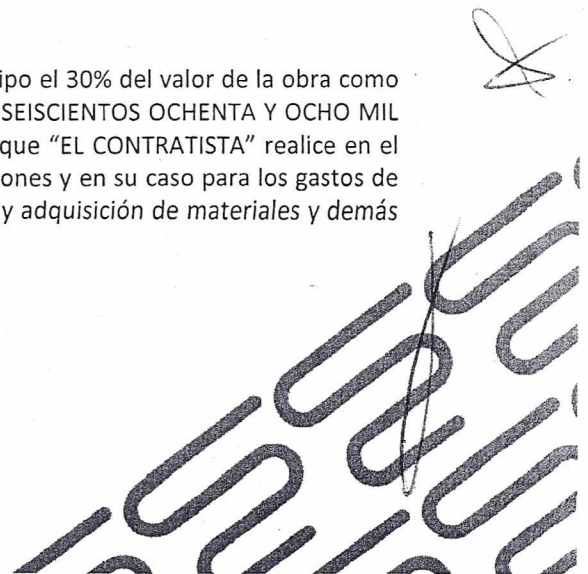 ipo el 30% del valor de la obra como
SEISCIENTOS OCHENTA Y OCHO MIL
que "EL CONTRATISTA" realice en el
ones y en su caso para los gastos de
y adquisición de materiales y demás